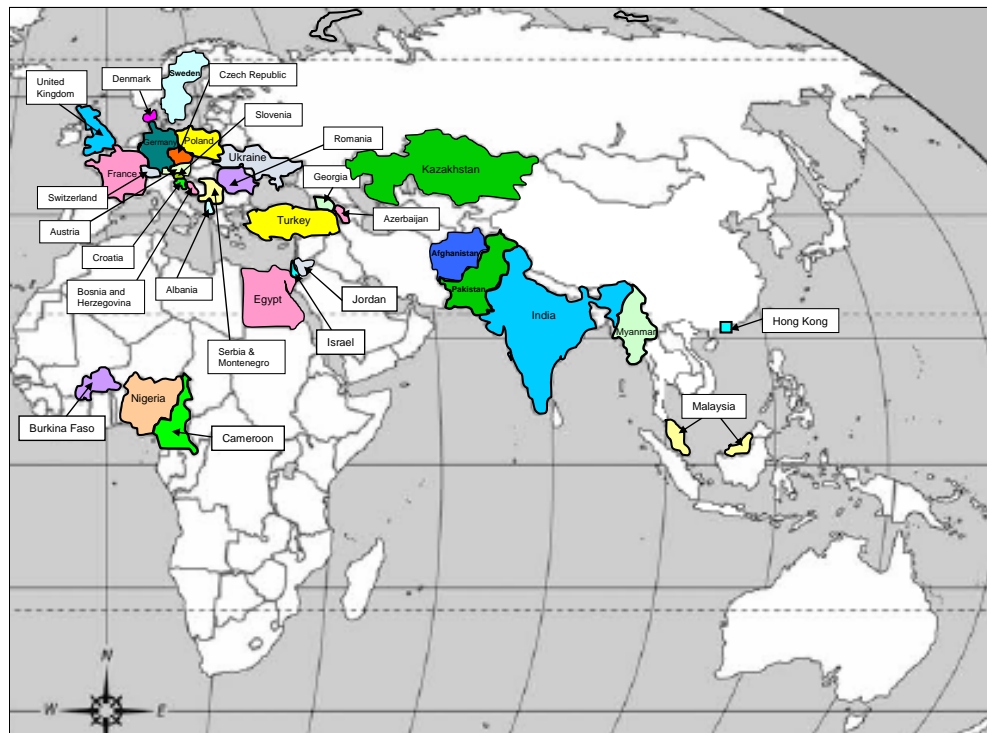 Sweden
Denmark
Czech Republic
United
Kingdom
Slovenia
Romania
Germany
Poland
Ukraine
France
Georgia
Kazakhstan
Switzerland
Austria
Turkey
Azerbaijan
Croatia
Afghanistan
Bosnia and
Herzegovina
Albania
Pakistan
Egypt
Jordan
India
Hong Kong
Myanmar
Israel
Serbia &
Montenegro
Nigeria
Malaysia
Burkina Faso
Cameroon
N
W
E